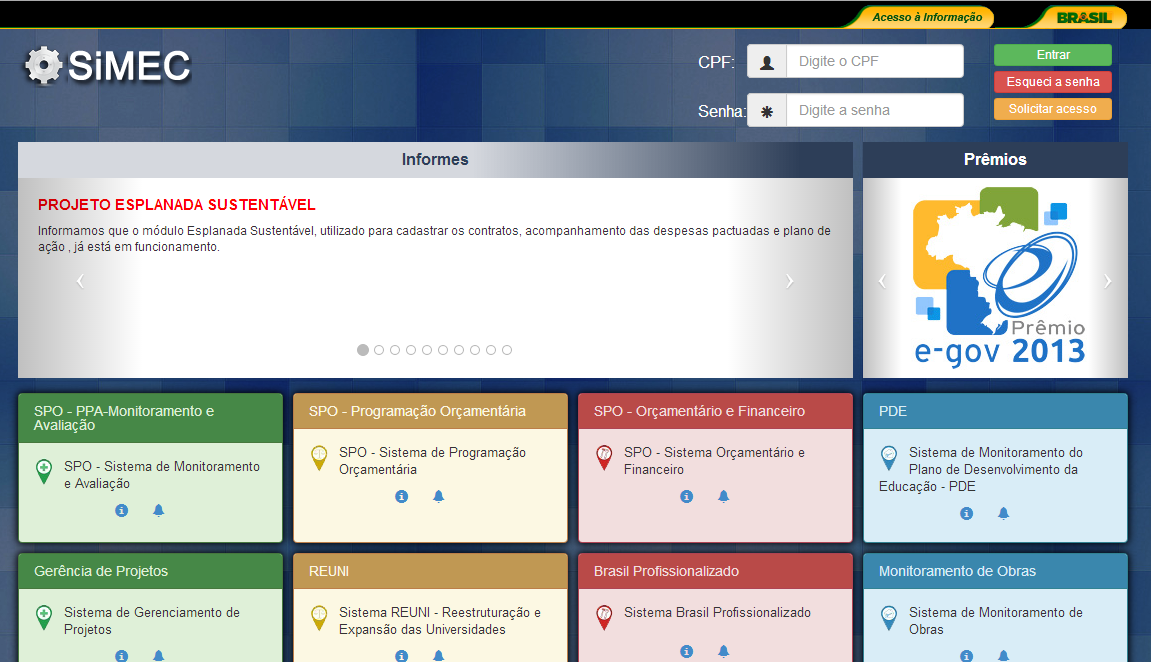 Acesso à Informação
BRASIL
SiMEC
CPF:
Digite o CPF
Entrar
Esqueci a senha
Senha:
Digite a senha
Solicitar acesso
Informes
PROJETO ESPLANADA SUSTENTÁVEL
Informamos que o módulo Esplanada Sustentável, utilizado para cadastrar os contratos, acompanhamento das despesas pactuadas e plano de
ação , já está em funcionamento.
Prêmios
Prêmio
e-gov 2013
SPO - PPA-Monitoramento e
Avaliação
SPO - Sistema de Monitoramento
e Avaliação
SPO - Programação Orçamentária
SPO - Sistema de Programação
Orçamentária
SPO - Orçamentário e Financeiro
SPO - Sistema Orçamentário e
Financeiro
PDE
Sistema de Monitoramento do
Plano de Desenvolvimento da
Educação - PDE
Gerência de Projetos
Sistema de Gerenciamento de
Projetos
REUNI
Sistema REUNI - Reestruturação e
Expansão das Universidades
Brasil Profissionalizado
Sistema Brasil Profissionalizado
Monitoramento de Obras
Sistema de Monitoramento de
Obras